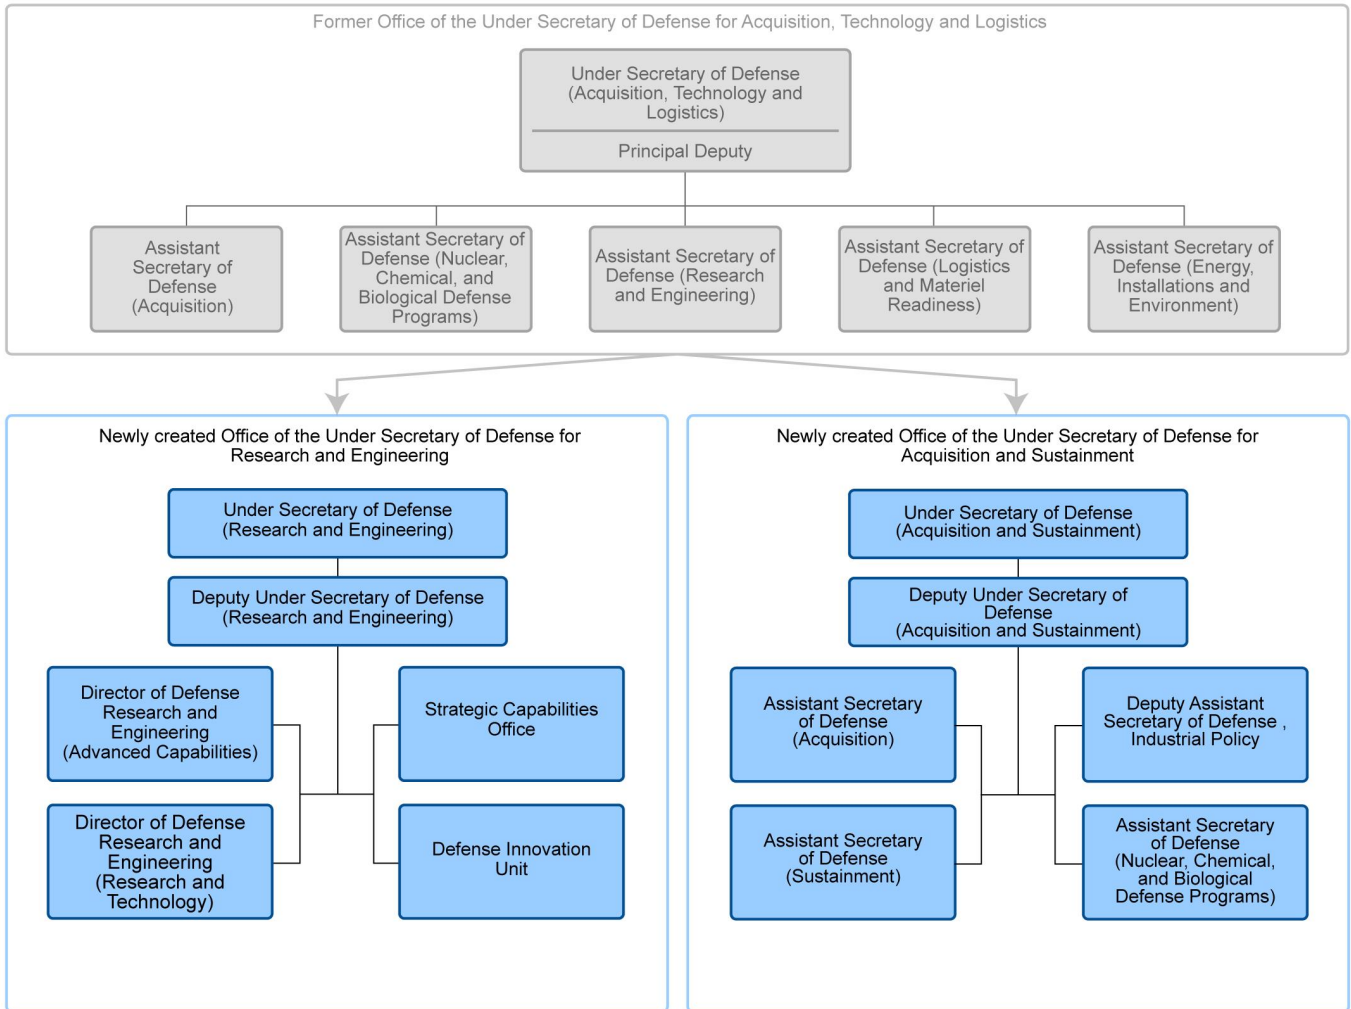 Former Office of the Under Secretary of Defense for Acquisition, Technology and Logistics
Under Secretary of Defense
(Acquisition, Technology and
Logistics)
Principal Deputy
Assistant
Secretary of
Defense
(Acquisition)
Assistant Secretary of
Defense (Nuclear,
Chemical, and
Biological Defense
Programs)
Assistant Secretary of
Defense (Research
and Engineering)
Assistant Secretary of
Defense (Logistics
and Materiel
Readiness)
Assistant Secretary of
Defense (Energy,
Installations and
Environment)
Newly created Office of the Under Secretary of Defense for
Research and Engineering
Under Secretary of Defense
(Research and Engineering)
Deputy Under Secretary of Defense
(Research and Engineering)
Director of Defense
Research and
Engineering
(Advanced Capabilities)
Strategic Capabilities
Office
Director of Defense
Research and
Engineering
(Research and
Technology)
Defense Innovation
Unit
Newly created Office of the Under Secretary of Defense for
Acquisition and Sustainment
Under Secretary of Defense
(Acquisition and Sustainment)
Deputy Under Secretary of
Defense
(Acquisition and Sustainment)
Assistant Secretary
of Defense
(Acquisition)
Deputy Assistant
Secretary of Defense ,
Industrial Policy
Assistant Secretary
of Defense
(Sustainment)
Assistant Secretary
of Defense
(Nuclear, Chemical,
and Biological
Defense Programs)